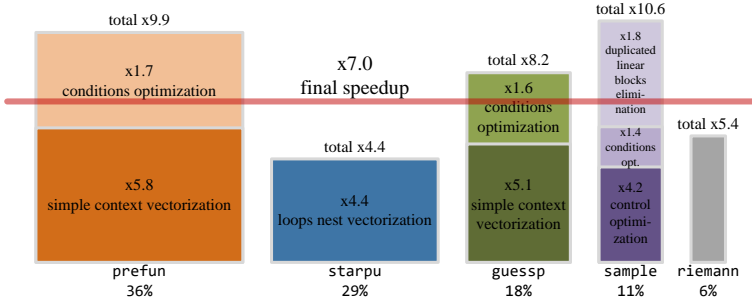 total x9.9
x1.7
conditions optimization
x5.8
simple context vectorization
prefun
36%
x7.0
final speedup
total x4.4
x4.4
loops nest vectorization
starpu
29%
total x8.2
x1.6
conditions
optimization
x5.1
simple context
vectorization
guessp
18%
total x10.6
x1.8
duplicated
linear
blocks
elimi-
nation
x1.4
conditions
opt.
x4.2
control
optimi-
zation
sample
11%
total x5.4
riemann
6%